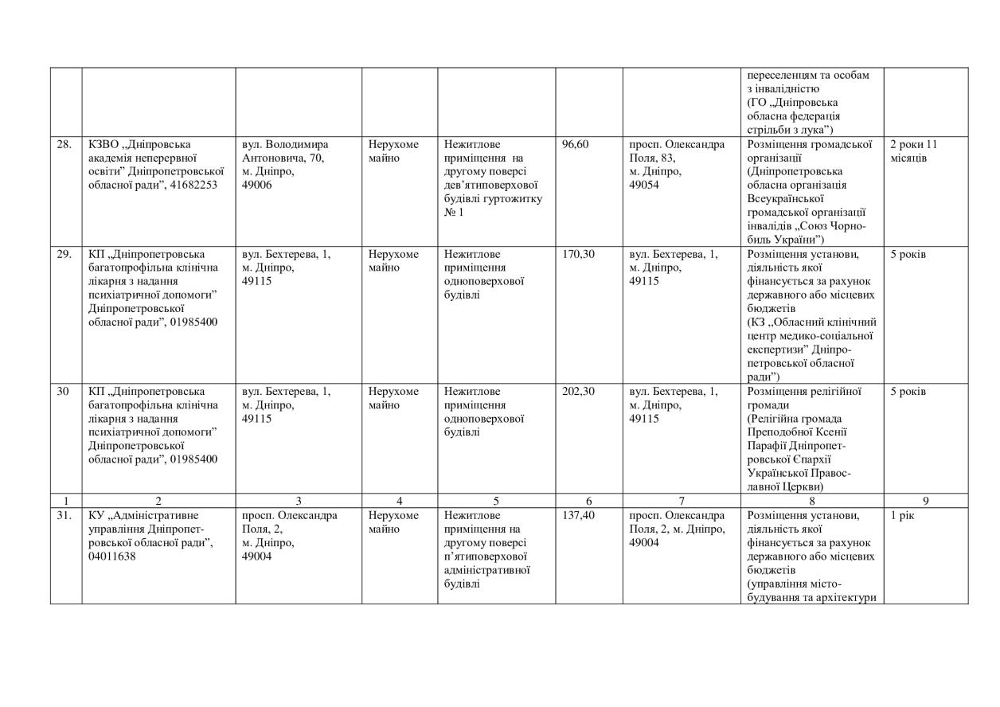 переселенцям та особам
з інвалідністю
(ГО „Дніпровська
обласна федерація
стрільби з лука”)
28.
КЗВО „Дніпровська
академія неперервної
освіти” Дніпропетровської
обласної ради”, 41682253
вул. Володимира
Антоновича, 70,
м. Дніпро,
49006
Нерухоме
майно
Нежитлове
приміщення на
другому поверсі
дев’ятиповерхової
будівлі гуртожитку
№ 1
96,60
просп. Олександра
Поля, 83,
м. Дніпро,
49054
Розміщення громадської
організації
(Дніпропетровська
обласна організація
Всеукраїнської
громадської організації
інвалідів „Союз Чорно-
биль України”)
2 роки 11
місяців
29.
КП „Дніпропетровська
багатопрофільна клінічна
лікарня з надання
психіатричної допомоги”
Дніпропетровської
обласної ради”, 01985400
вул. Бехтерева, 1,
м. Дніпро,
49115
Нерухоме
майно
Нежитлове
приміщення
одноповерхової
будівлі
170,30
вул. Бехтерева, 1,
м. Дніпро,
49115
Розміщення установи,
діяльність якої
фінансується за рахунок
державного або місцевих
бюджетів
(КЗ „Обласний клінічний
центр медико-соціальної
експертизи” Дніпро-
петровської обласної
ради”)
5 років
30
КП „Дніпропетровська
багатопрофільна клінічна
лікарня з надання
психіатричної допомоги”
Дніпропетровської
обласної ради”, 01985400
вул. Бехтерева, 1,
м. Дніпро,
49115
Нерухоме
майно
Нежитлове
приміщення
одноповерхової
будівлі
202,30
вул. Бехтерева, 1,
м. Дніпро,
49115
Розміщення релігійної
громади
(Релігійна громада
Преподобної Ксенії
Парафії Дніпропет-
ровської Єпархії
Української Правос-
лавної Церкви)
5 років
1 2 3 4 5 6 7 8 9
31.
КУ „Адміністративне
управління Дніпропет-
ровської обласної ради”,
04011638
просп. Олександра
Поля, 2,
м. Дніпро,
49004
Нерухоме
майно
Нежитлове
приміщення на
другому поверсі
п’ятиповерхової
адміністративної
будівлі
137,40
просп. Олександра
Поля, 2, м. Дніпро,
49004
Розміщення установи,
діяльність якої
фінансується за рахунок
державного або місцевих
бюджетів
(управління місто-
будування та архітектури
1 рік